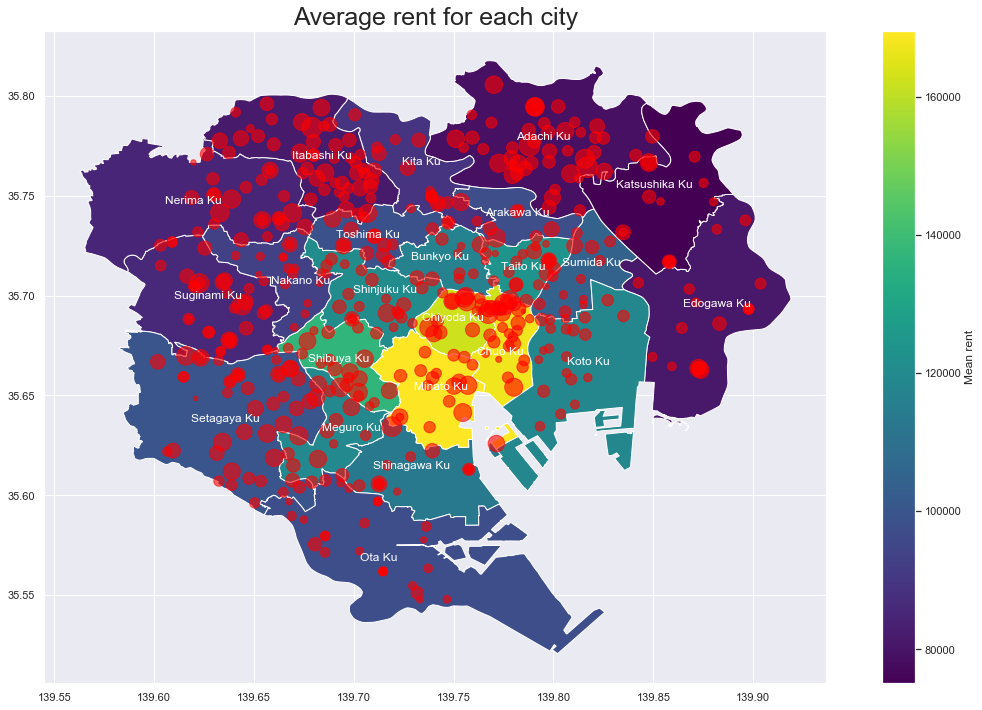 Average rent for each city
35.80
35.75
35.70
35.65
35.60
35.55
139.55
139.60
139.65
139.70
139.75
139.80
139.85
139.90
Adachi Ku
Itabashi Ku
Kita Ku
Katsushika Ku
Nerima Ku
Arakawa Ku
Toshima Ku
Bunkyo Ku
Taito Ku
Sumida Ku
Nakano Ku
Suginami Ku
Shinjuku Ku
Edogawa Ku
Chiyoda Ku
Chuo Ku
Shibuya Ku
Koto Ku
Minato Ku
Setagaya Ku
Meguro Ku
Shinagawa Ku
Ota Ku
160000
140000
120000
100000
80000
Mean rent